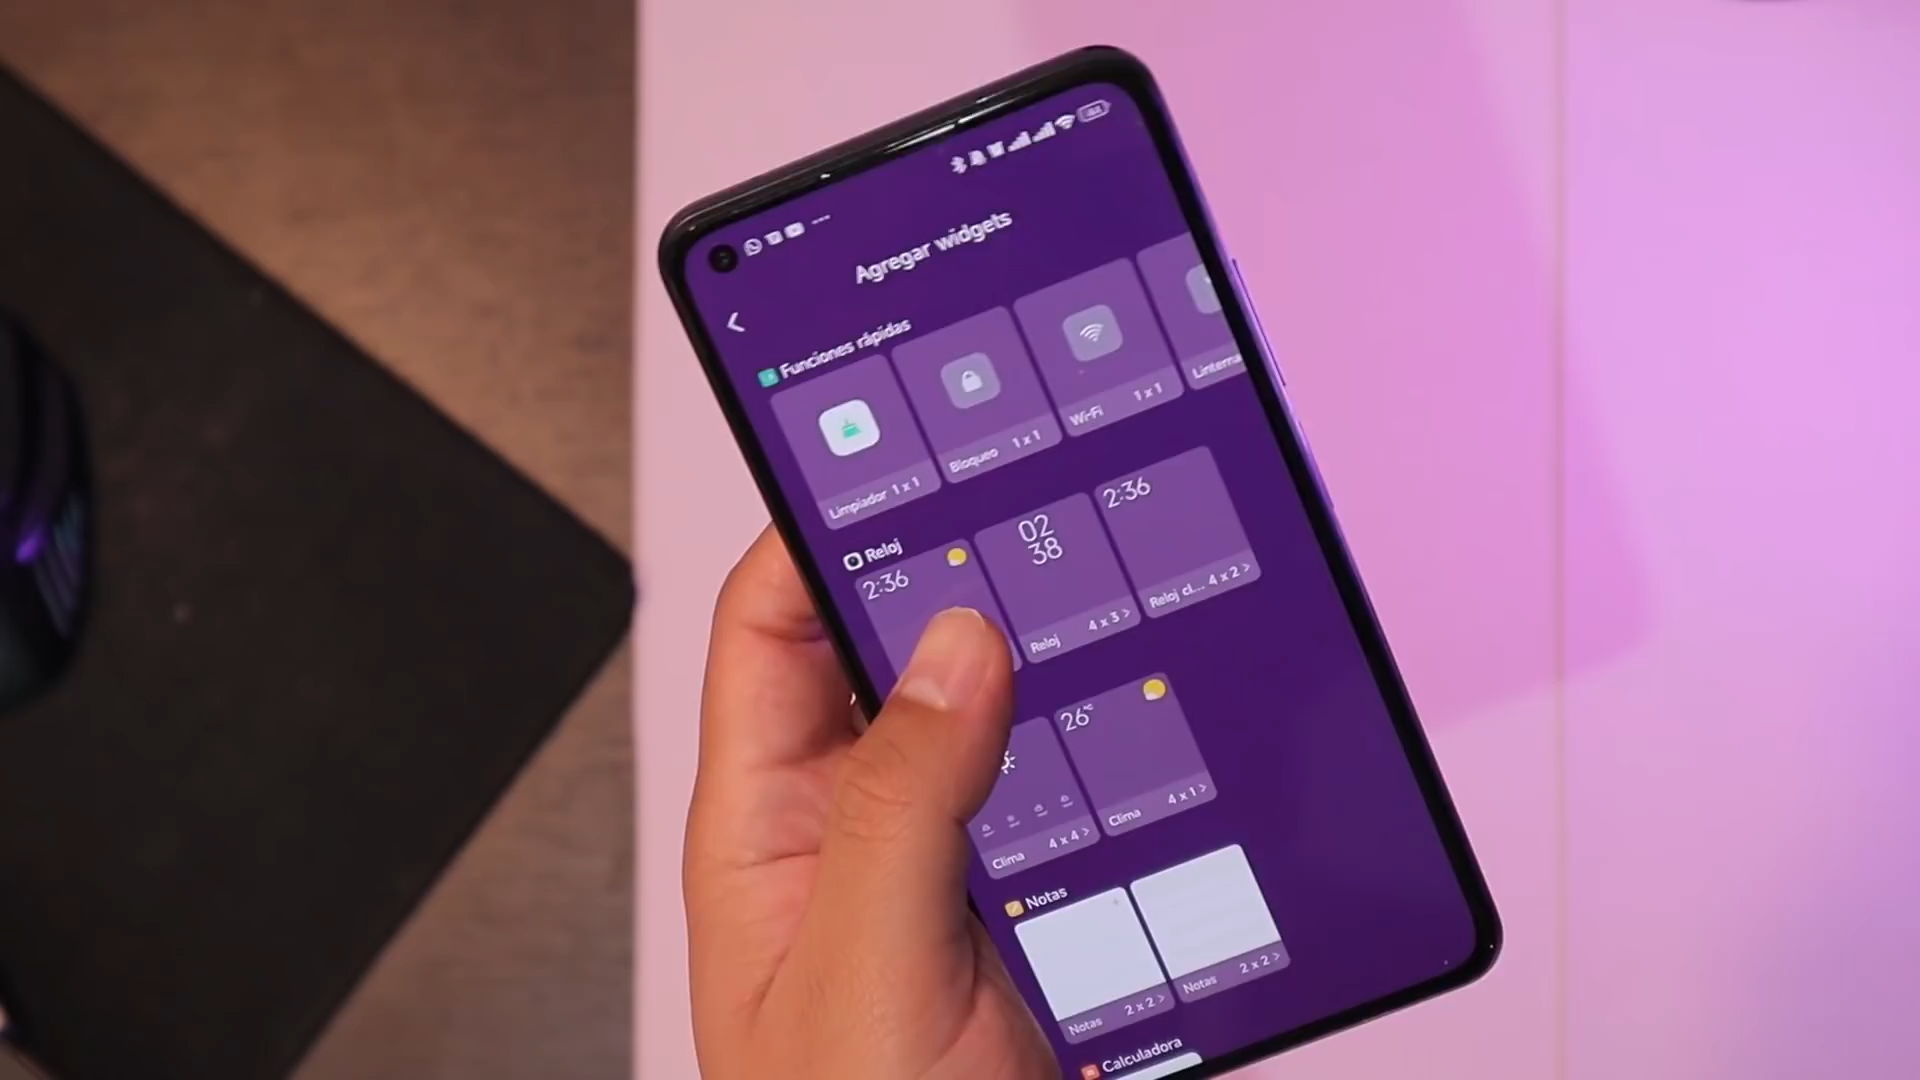 Agregar widgets
Funciones rápidas
Limpiador 1 x 1
Bloqueo 1 x 1
Wi-Fi 1 x 1
Linterna
Reloj
2:36
02
38
Reloj 4 x 3 >
2:36
Reloj cl... 4 x 2 >
Clima 4 x 4 >
26°C
Clima 4 x 1 >
Notas
Notas 2 x 2 >
Notas 2 x 2 >
Calculadora